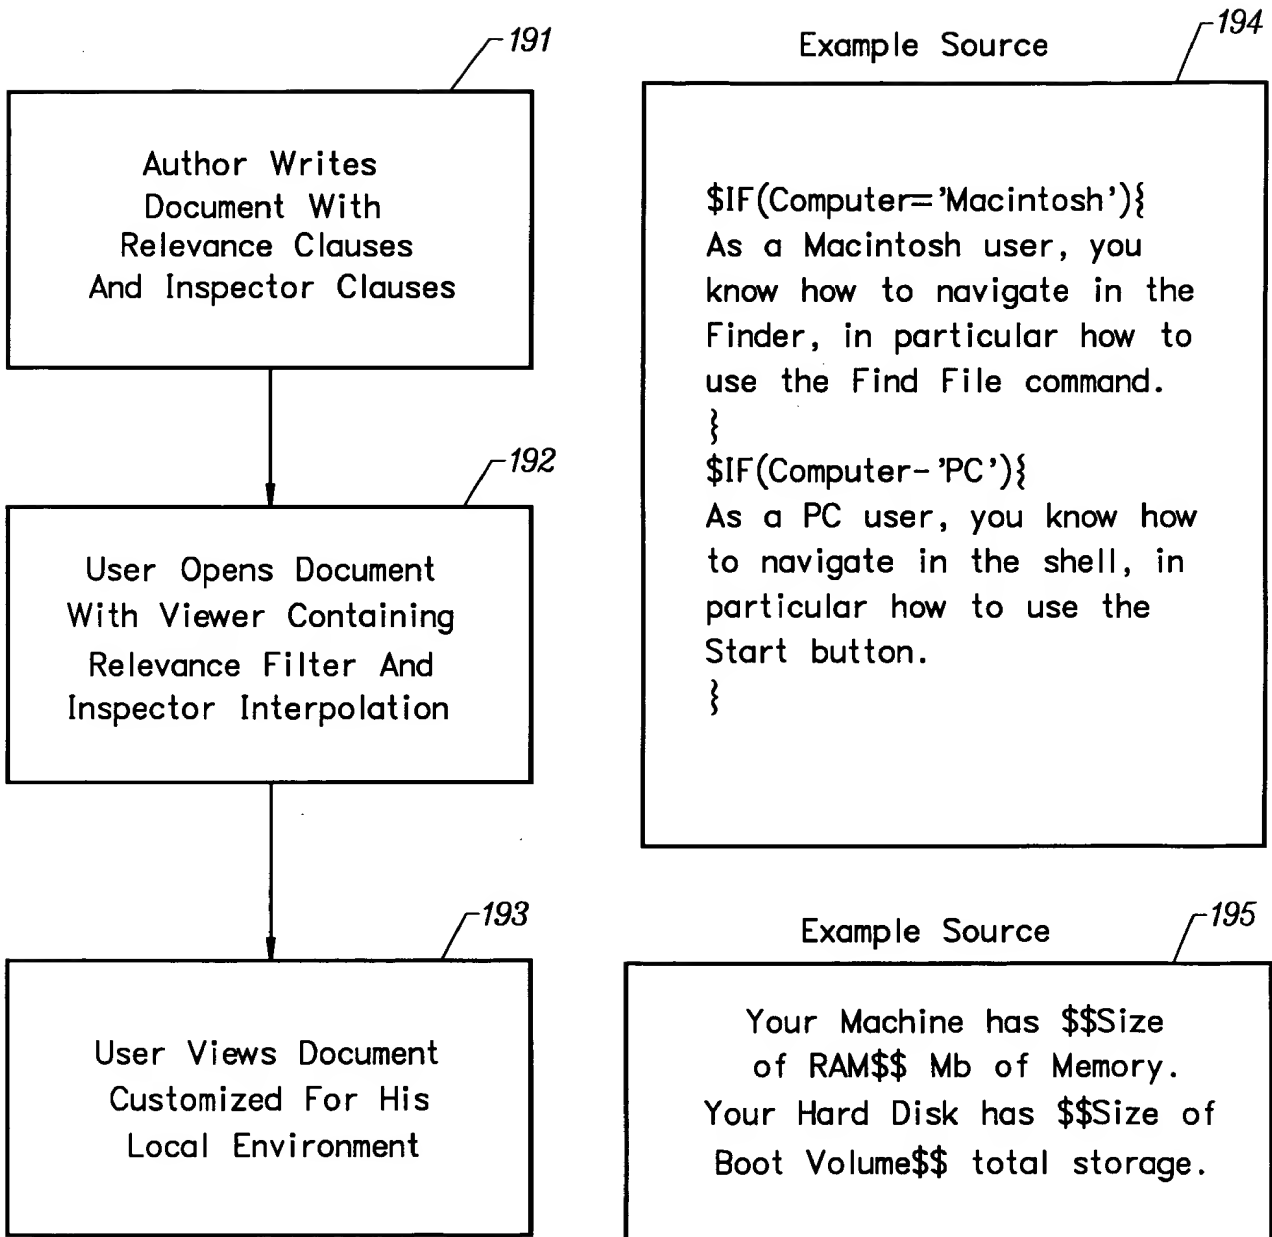 191
Author Writes
Document With
Relevance Clauses
And Inspector Clauses
192
User Opens Document
With Viewer Containing
Relevance Filter And
Inspector Interpolation
193
User Views Document
Customized For His
Local Environment
Example Source
194
$IF(Computer='Macintosh'){
As a Macintosh user, you
know how to navigate in the
Finder, in particular how to
use the Find File command.
}
$IF(Computer-'PC'){
As a PC user, you know how
to navigate in the shell, in
particular how to use the
Start button.
}
Example Source
195
Your Machine has $$Size
of RAM$$ Mb of Memory.
Your Hard Disk has $$Size of
Boot Volume$$ total storage.